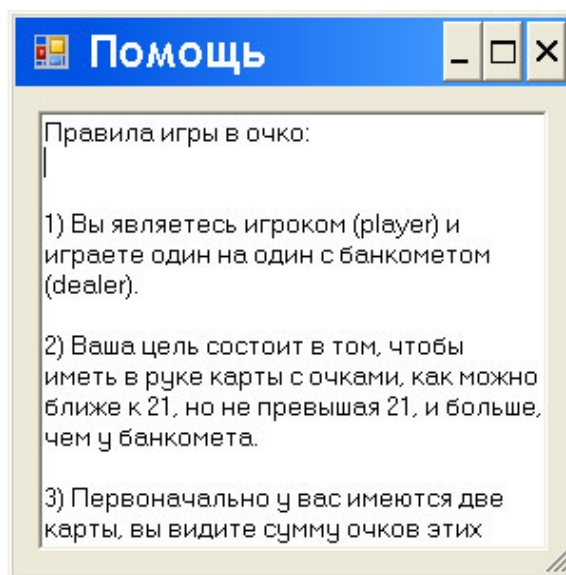 Помощь
Правила игры в очко:
1) Вы являетесь игроком (player) и
играете один на один с банкометом
(dealer).
2) Ваша цель состоит в том, чтобы
иметь в руке карты с очками, как можно
ближе к 21, но не превышая 21, и больше,
чем у банкомета.
3) Первоначально у вас имеются две
карты, вы видите сумму очков этих